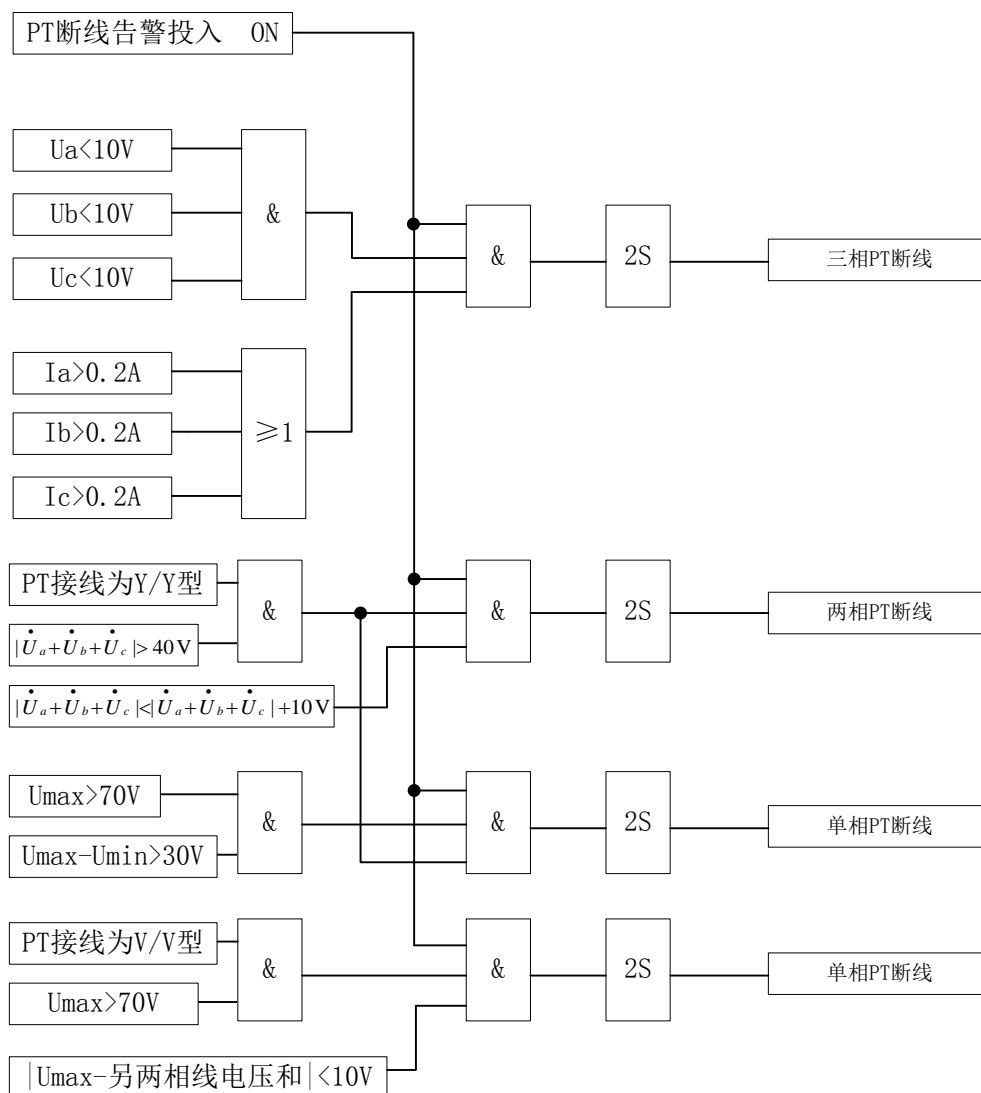 PT断线告警投入 ON
Ua<10V
Ub<10V
Uc<10V
&
&
2S
三相PT断线
Ia>0.2A
Ib>0.2A
Ic>0.2A
≥1
PT接线为Y/Y型
|U̇a+U̇b+U̇c|>40V
&
|U̇a+U̇b+U̇c|<|U̇a+U̇b+U̇c|+10V
&
2S
两相PT断线
Umax>70V
Umax-Umin>30V
&
&
2S
单相PT断线
PT接线为V/V型
Umax>70V
&
|Umax-另两相线电压和|<10V
&
2S
单相PT断线